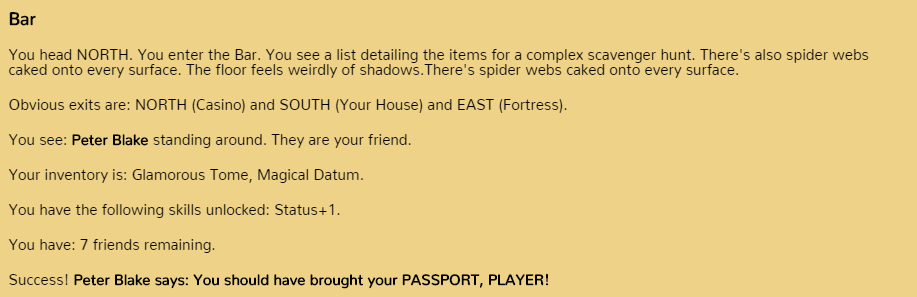 Bar
You head NORTH. You enter the Bar. You see a list detailing the items for a complex scavenger hunt. There's also spider webs
caked onto every surface. The floor feels weirdly of shadows.There's spider webs caked onto every surface.
Obvious exits are: NORTH (Casino) and SOUTH (Your House) and EAST (Fortress).
You see: Peter Blake standing around. They are your friend.
Your inventory is: Glamorous Tome, Magical Datum.
You have the following skills unlocked: Status+1.
You have: 7 friends remaining.
Success! Peter Blake says: You should have brought your PASSPORT, PLAYER!